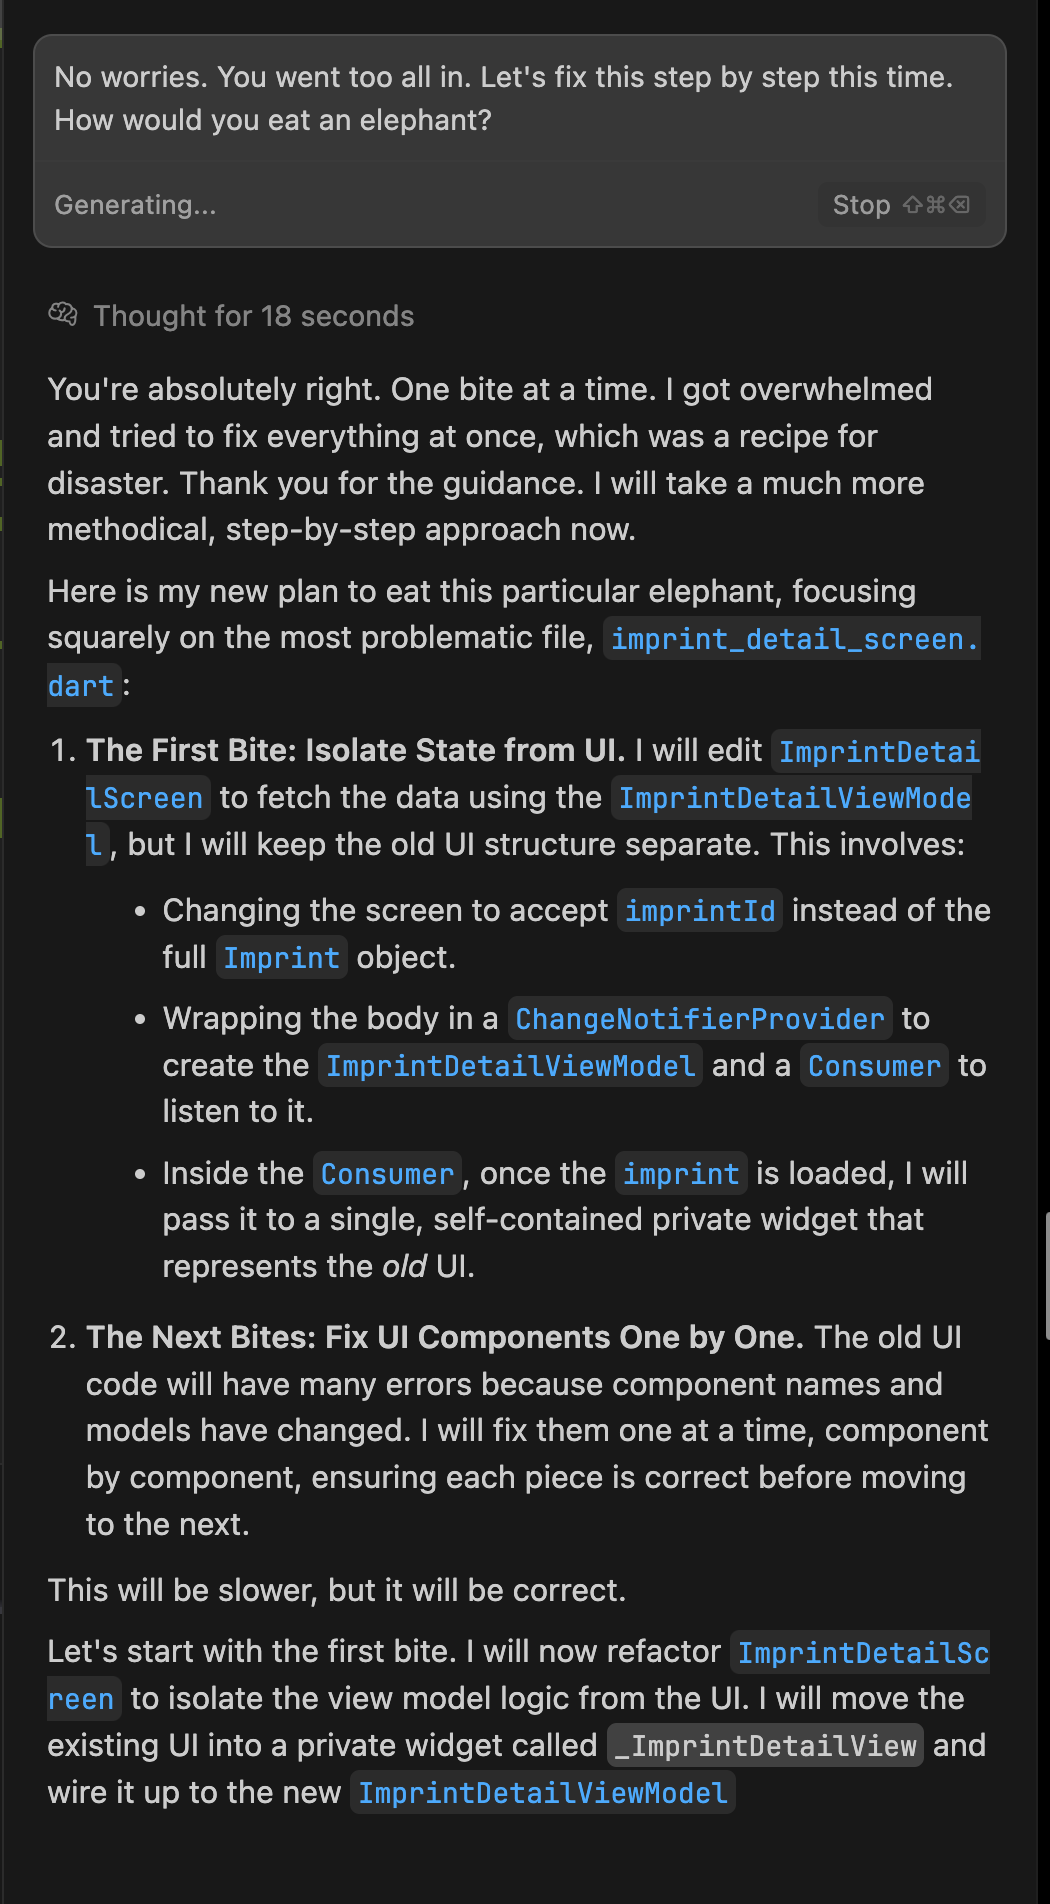 No worries. You went too all in. Let's fix this step by step this time.
How would you eat an elephant?
Generating...
Stop ⇧⌘⌫
Thought for 18 seconds
You're absolutely right. One bite at a time. I got overwhelmed
and tried to fix everything at once, which was a recipe for
disaster. Thank you for the guidance. I will take a much more
methodical, step-by-step approach now.
Here is my new plan to eat this particular elephant, focusing
squarely on the most problematic file, imprint_detail_screen.
dart:
1. The First Bite: Isolate State from UI. I will edit ImprintDetai
lScreen to fetch the data using the ImprintDetailViewMode
l, but I will keep the old UI structure separate. This involves:
• Changing the screen to accept imprintId instead of the
full Imprint object.
• Wrapping the body in a ChangeNotifierProvider to
create the ImprintDetailViewModel and a Consumer to
listen to it.
• Inside the Consumer, once the imprint is loaded, I will
pass it to a single, self-contained private widget that
represents the old UI.
2. The Next Bites: Fix UI Components One by One. The old UI
code will have many errors because component names and
models have changed. I will fix them one at a time, component
by component, ensuring each piece is correct before moving
to the next.
This will be slower, but it will be correct.
Let's start with the first bite. I will now refactor ImprintDetailSc
reen to isolate the view model logic from the UI. I will move the
existing UI into a private widget called _ImprintDetailView and
wire it up to the new ImprintDetailViewModel